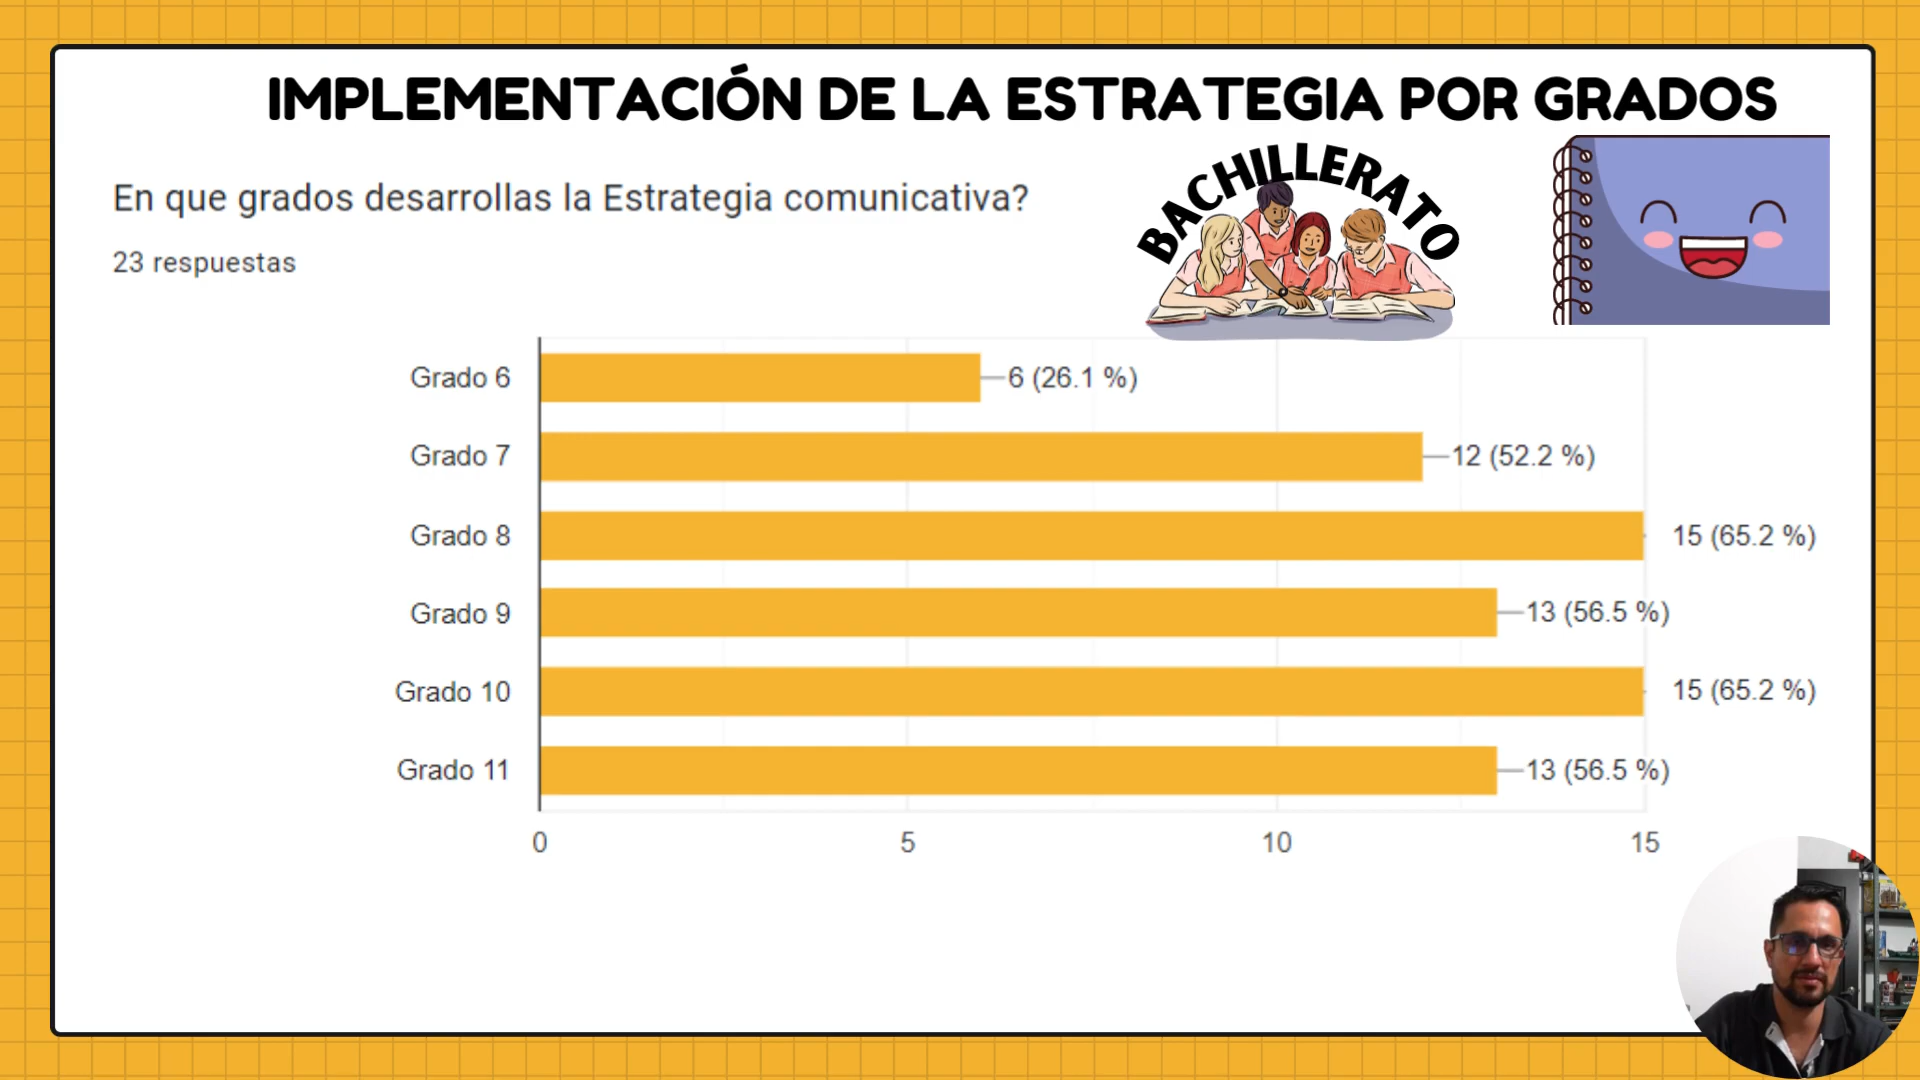 IMPLEMENTACIÓN DE LA ESTRATEGIA POR GRADOS
BACHILLERATO
En que grados desarrollas la Estrategia comunicativa?
23 respuestas
Grado 6 6 (26.1 %)
Grado 7 12 (52.2 %)
Grado 8 15 (65.2 %)
Grado 9 13 (56.5 %)
Grado 10 15 (65.2 %)
Grado 11 13 (56.5 %)
0 5 10 15